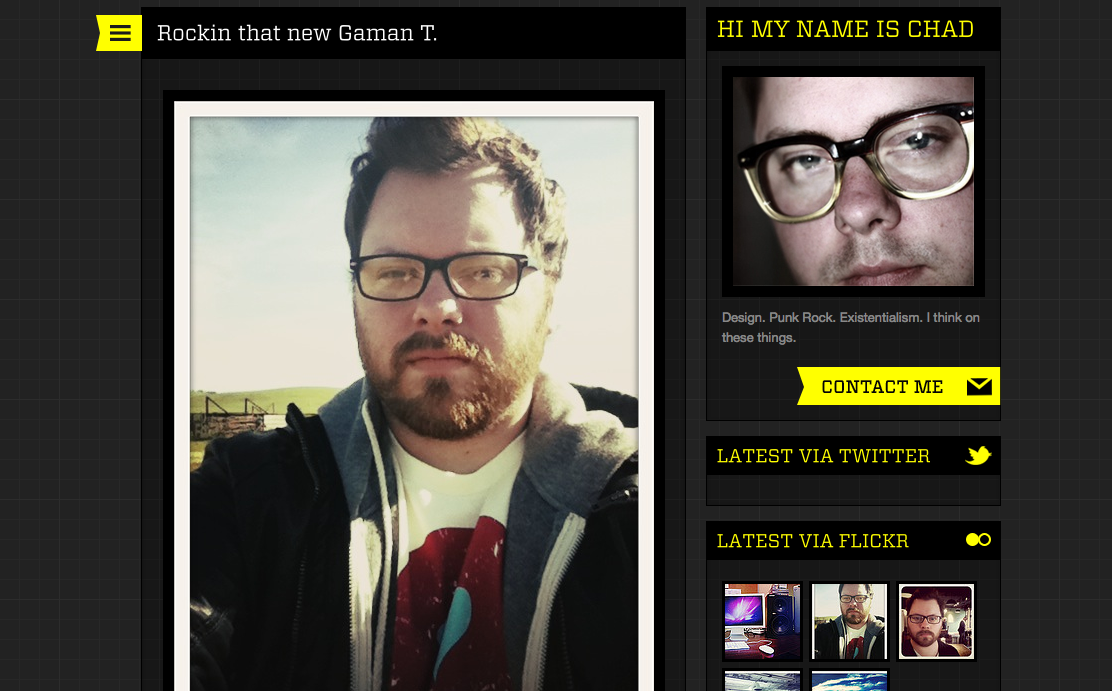 Rockin that new Gaman T.
HI MY NAME IS CHAD
Design. Punk Rock. Existentialism. I think on
these things.
CONTACT ME
LATEST VIA TWITTER
LATEST VIA FLICKR